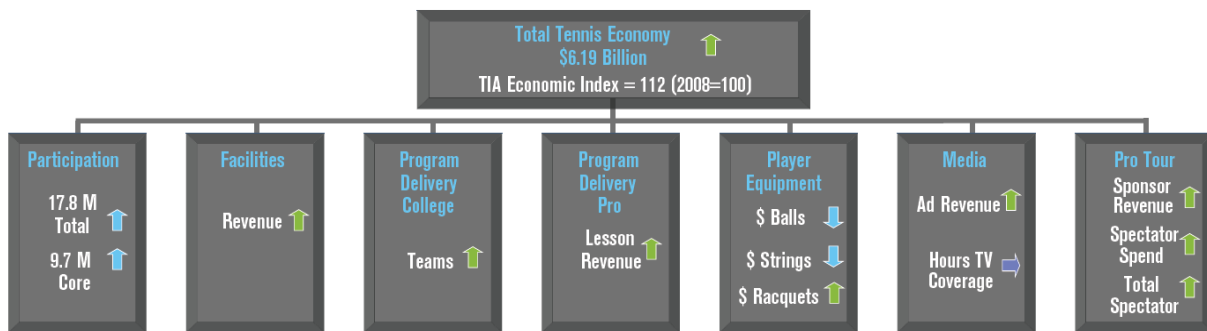 Total Tennis Economy
$6.19 Billion
TIA Economic Index = 112 (2008=100)
Participation
17.8 M
Total
9.7 M
Core
Facilities
Revenue
Program
Delivery
College
Teams
Program
Delivery
Pro
Lesson
Revenue
Player
Equipment
$ Balls
$ Strings
$ Racquets
Media
Ad Revenue
Hours TV
Coverage
Pro Tour
Sponsor
Revenue
Spectator
Spend
Total
Spectator